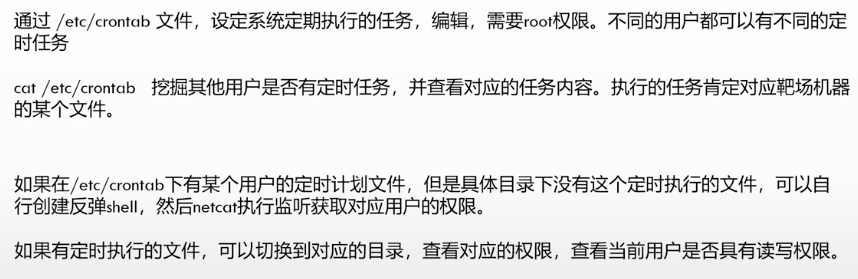 通过 /etc/crontab 文件，设定系统定期执行的任务，编辑，需要root权限。不同的用户都可以有不同的定
时任务
cat /etc/crontab 挖掘其他用户是否有定时任务，并查看对应的任务内容。执行的任务肯定对应靶场机器
的某个文件。
如果在/etc/crontab下有某个用户的定时计划文件，但是具体目录下没有这个定时执行的文件，可以自
行创建反弹shell，然后netcat执行监听获取对应用户的权限。
如果有定时执行的文件，可以切换到对应的目录，查看对应的权限，查看当前用户是否具有读写权限。